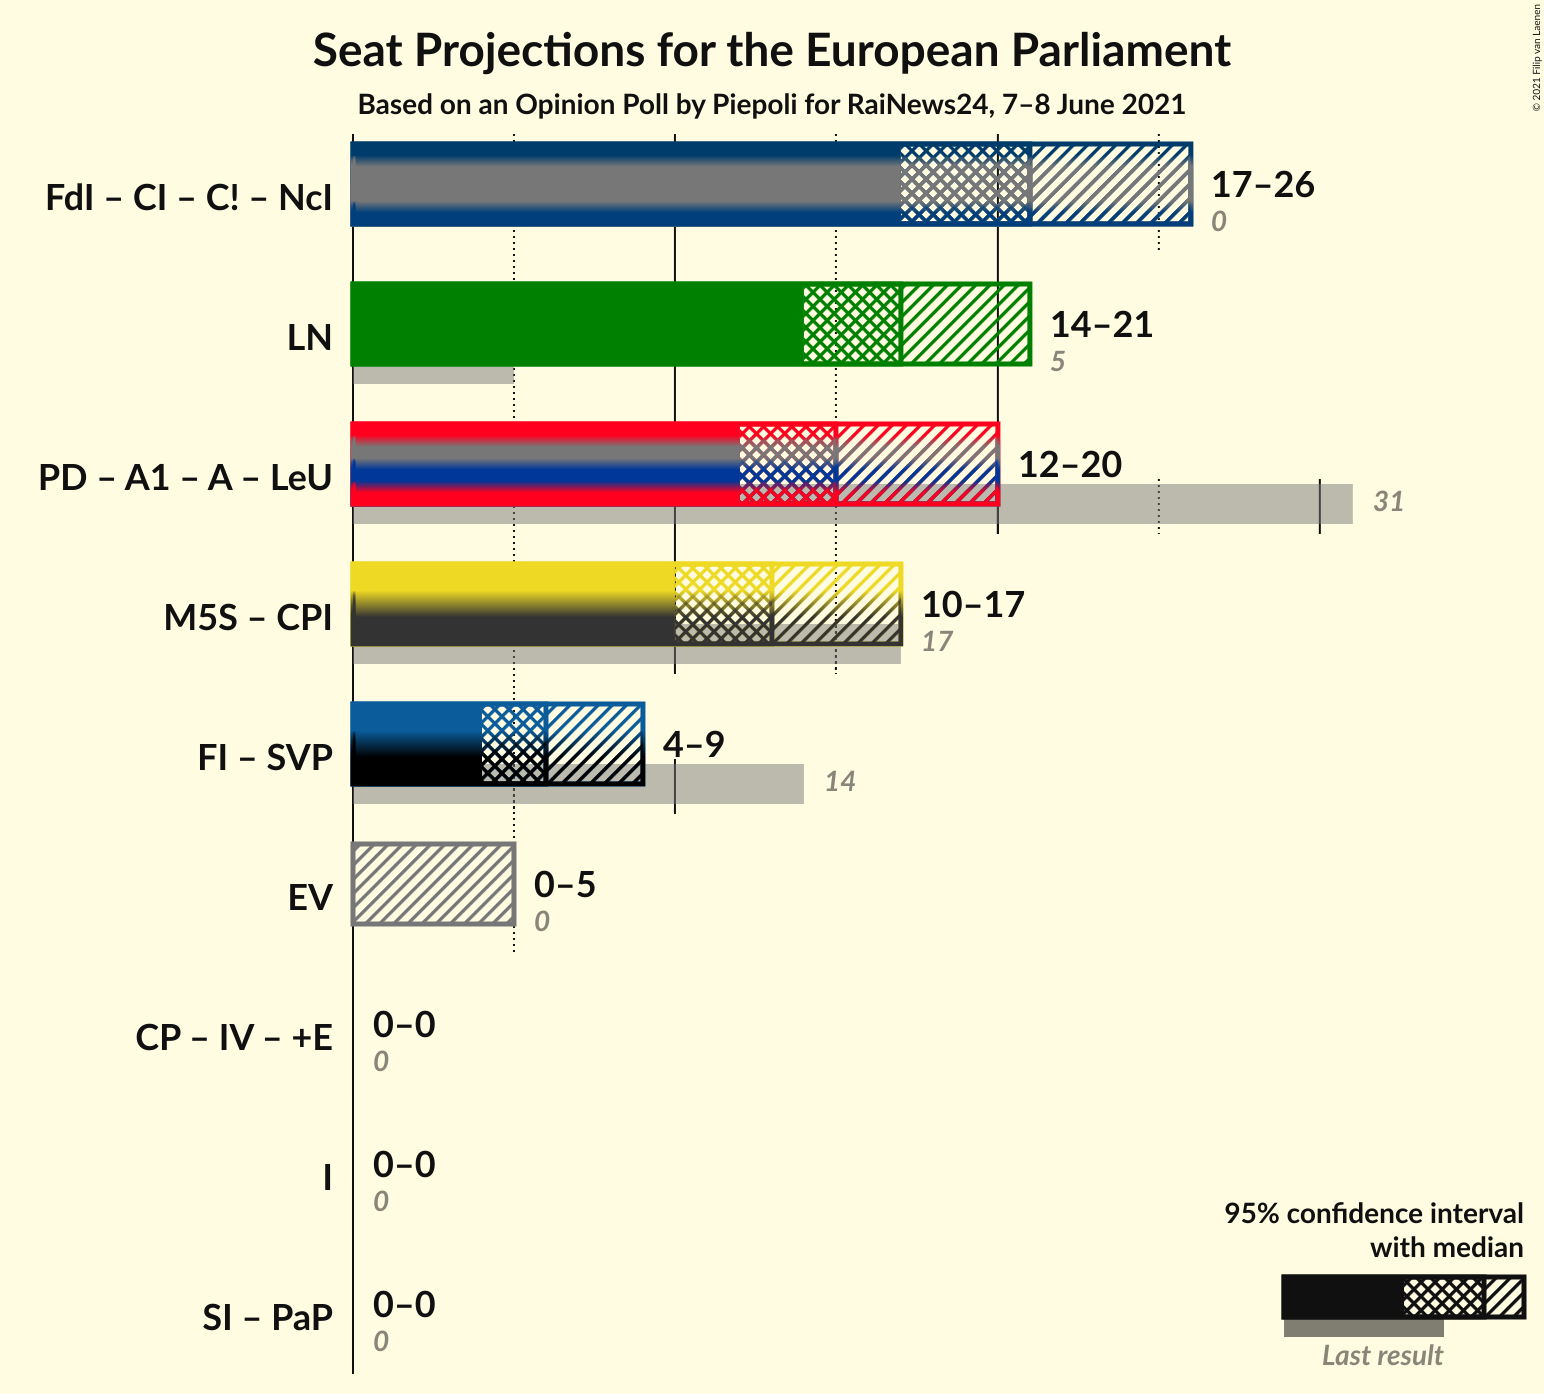 Seat Projections for the European Parliament
Based on an Opinion Poll by Piepoli for RaiNews24, 7–8 June 2021
© 2021 Filip van Laenen
FdI – CI – C! – NcI
17–26
0
LN
14–21
5
PD – A1 – A – LeU
12–20
31
M5S – CPI
10–17
17
FI – SVP
4–9
14
EV
0–5
0
CP – IV – +E
0–0
0
I
0–0
0
SI – PaP
0–0
0
95% confidence interval
with median
Last result